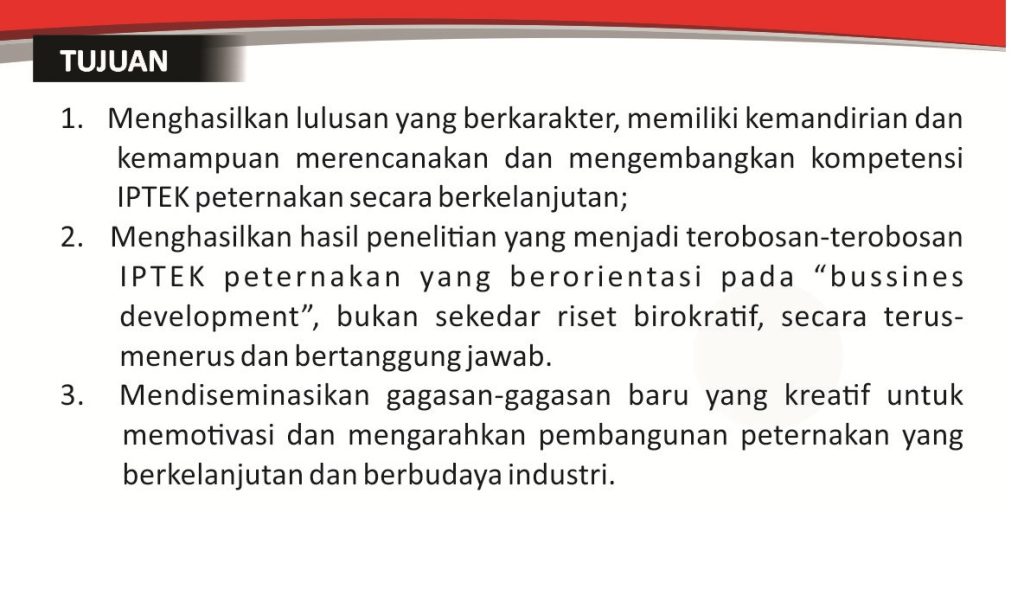 TUJUAN
1. Menghasilkan lulusan yang berkarakter, memiliki kemandirian dan
kemampuan merencanakan dan mengembangkan kompetensi
IPTEK peternakan secara berkelanjutan;
2. Menghasilkan hasil penelitian yang menjadi terobosan-terobosan
IPTEK peternakan yang berorientasi pada “bussines
development”, bukan sekedar riset birokratif, secara terus-
menerus dan bertanggung jawab.
3. Mendiseminasikan gagasan-gagasan baru yang kreatif untuk
memotivasi dan mengarahkan pembangunan peternakan yang
berkelanjutan dan berbudaya industri.